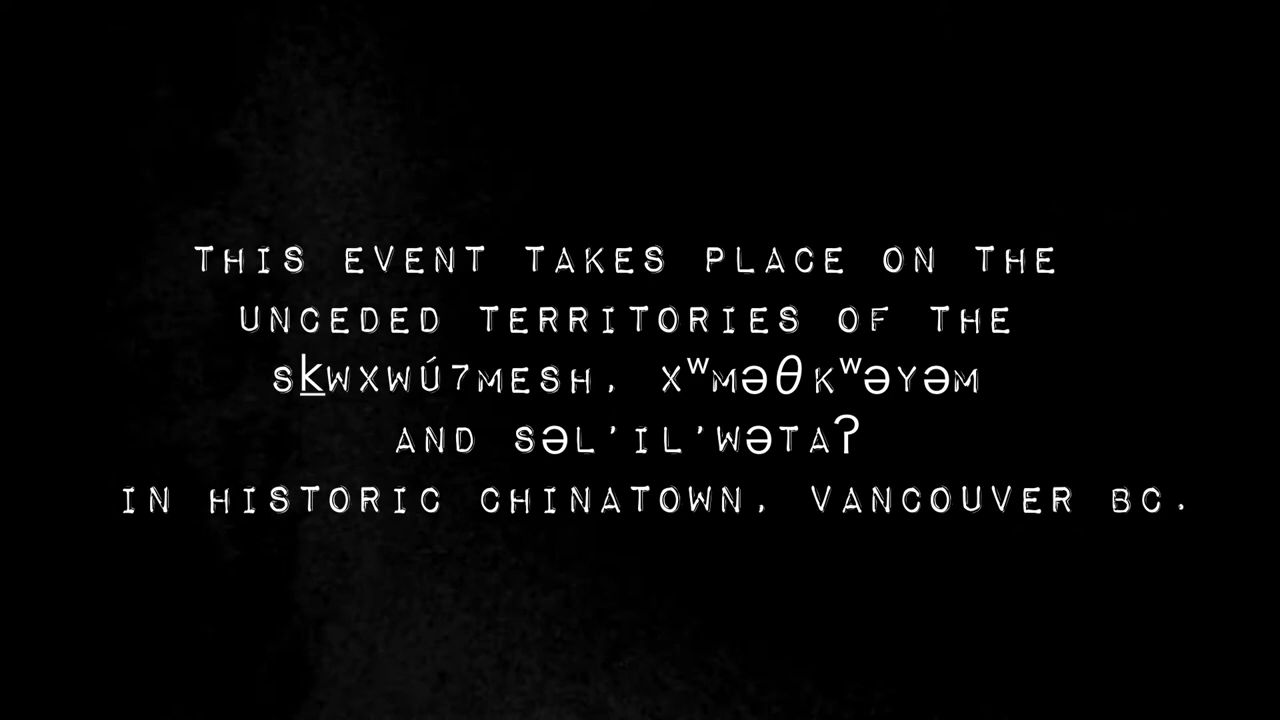 THIS EVENT TAKES PLACE ON THE
UNCEDED TERRITORIES OF THE
SḵWXWÚ7MESH, XʷMəθKʷəYəM
AND SəL'IL'WəTAʔ
IN HISTORIC CHINATOWN, VANCOUVER BC.